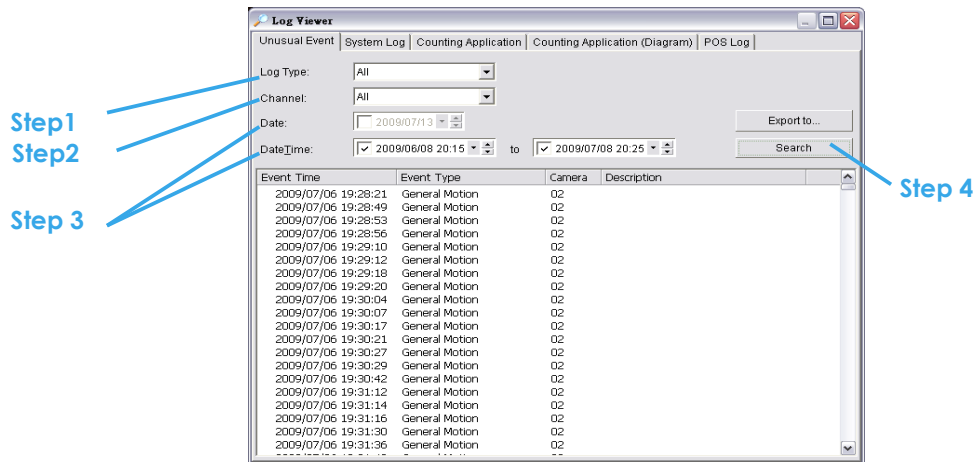 Log Viewer
Unusual Event System Log Counting Application Counting Application (Diagram) POS Log
Log Type: All
Channel: All
Date: 2009/07/13
Export to...
DateTime: 2009/06/08 20:15 to 2009/07/08 20:25
Search
Step1
Step2
Step 3
Step 4
Event Time Event Type Camera Description
2009/07/06 19:28:21 General Motion 02
2009/07/06 19:28:49 General Motion 02
2009/07/06 19:28:53 General Motion 02
2009/07/06 19:28:56 General Motion 02
2009/07/06 19:29:10 General Motion 02
2009/07/06 19:29:12 General Motion 02
2009/07/06 19:29:18 General Motion 02
2009/07/06 19:29:20 General Motion 02
2009/07/06 19:30:04 General Motion 02
2009/07/06 19:30:07 General Motion 02
2009/07/06 19:30:17 General Motion 02
2009/07/06 19:30:21 General Motion 02
2009/07/06 19:30:27 General Motion 02
2009/07/06 19:30:29 General Motion 02
2009/07/06 19:30:42 General Motion 02
2009/07/06 19:31:12 General Motion 02
2009/07/06 19:31:14 General Motion 02
2009/07/06 19:31:16 General Motion 02
2009/07/06 19:31:30 General Motion 02
2009/07/06 19:31:36 General Motion 02